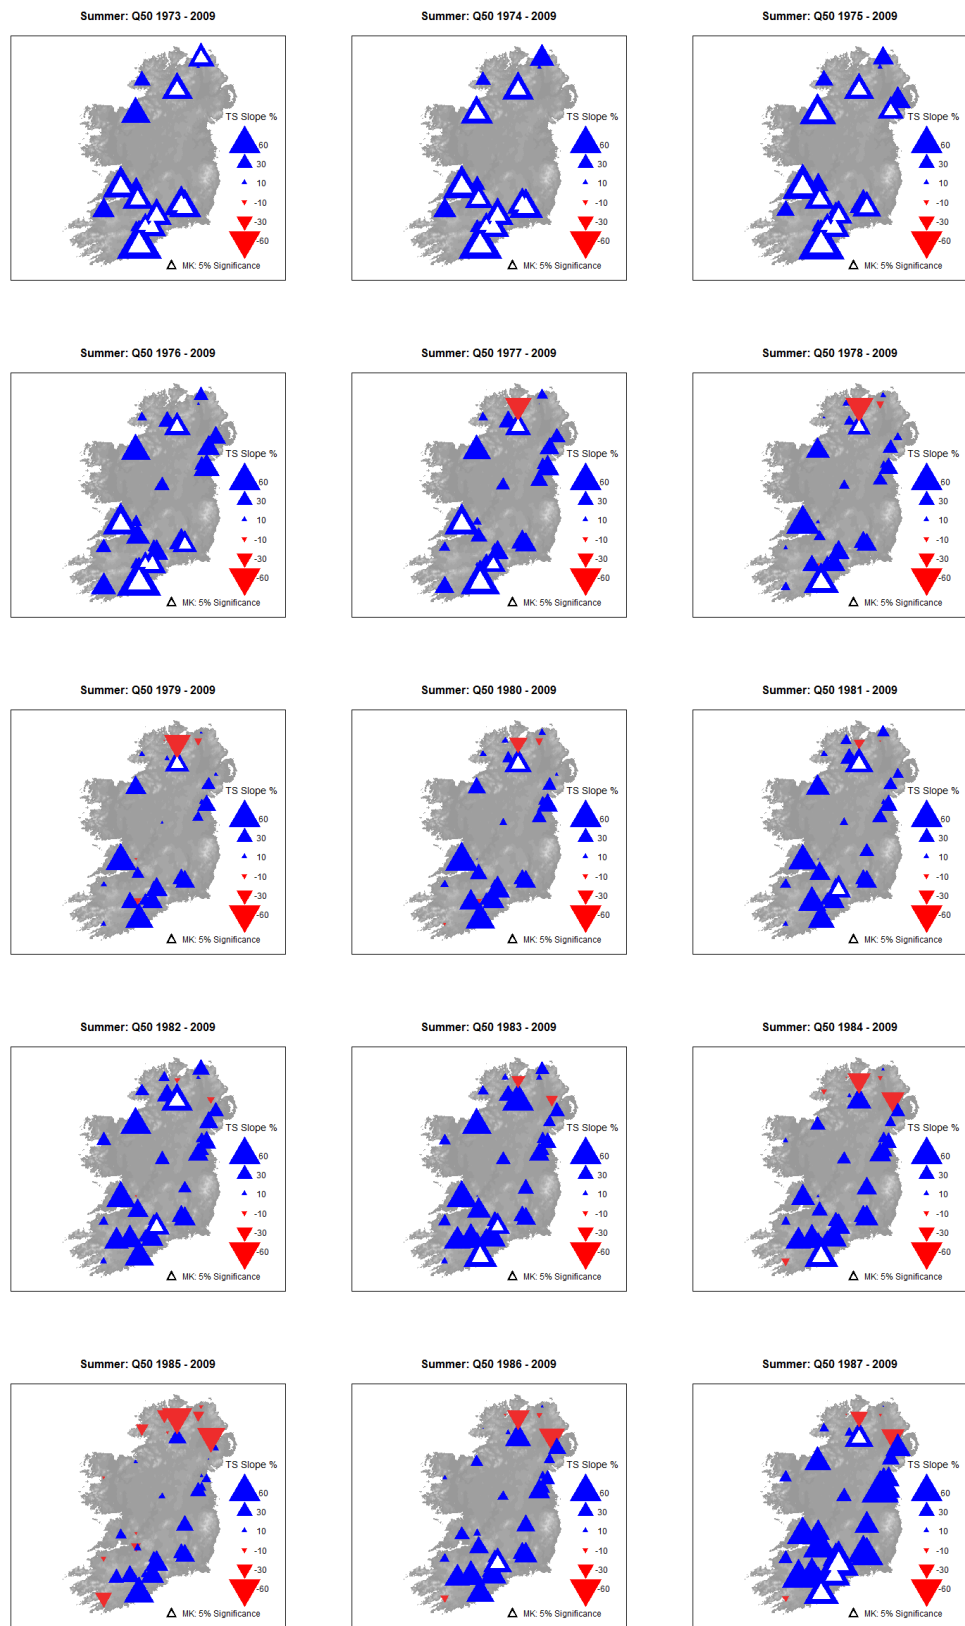 Summer: Q50 1973 - 2009
TS Slope %
60
30
10
-10
-30
-60
MK: 5% Significance
Summer: Q50 1974 - 2009
TS Slope %
60
30
10
-10
-30
-60
MK: 5% Significance
Summer: Q50 1975 - 2009
TS Slope %
60
30
10
-10
-30
-60
MK: 5% Significance
Summer: Q50 1976 - 2009
TS Slope %
60
30
10
-10
-30
-60
MK: 5% Significance
Summer: Q50 1977 - 2009
TS Slope %
60
30
10
-10
-30
-60
MK: 5% Significance
Summer: Q50 1978 - 2009
TS Slope %
60
30
10
-10
-30
-60
MK: 5% Significance
Summer: Q50 1979 - 2009
TS Slope %
60
30
10
-10
-30
-60
MK: 5% Significance
Summer: Q50 1980 - 2009
TS Slope %
60
30
10
-10
-30
-60
MK: 5% Significance
Summer: Q50 1981 - 2009
TS Slope %
60
30
10
-10
-30
-60
MK: 5% Significance
Summer: Q50 1982 - 2009
TS Slope %
60
30
10
-10
-30
-60
MK: 5% Significance
Summer: Q50 1983 - 2009
TS Slope %
60
30
10
-10
-30
-60
MK: 5% Significance
Summer: Q50 1984 - 2009
TS Slope %
60
30
10
-10
-30
-60
MK: 5% Significance
Summer: Q50 1985 - 2009
TS Slope %
60
30
10
-10
-30
-60
MK: 5% Significance
Summer: Q50 1986 - 2009
TS Slope %
60
30
10
-10
-30
-60
MK: 5% Significance
Summer: Q50 1987 - 2009
TS Slope %
60
30
10
-10
-30
-60
MK: 5% Significance